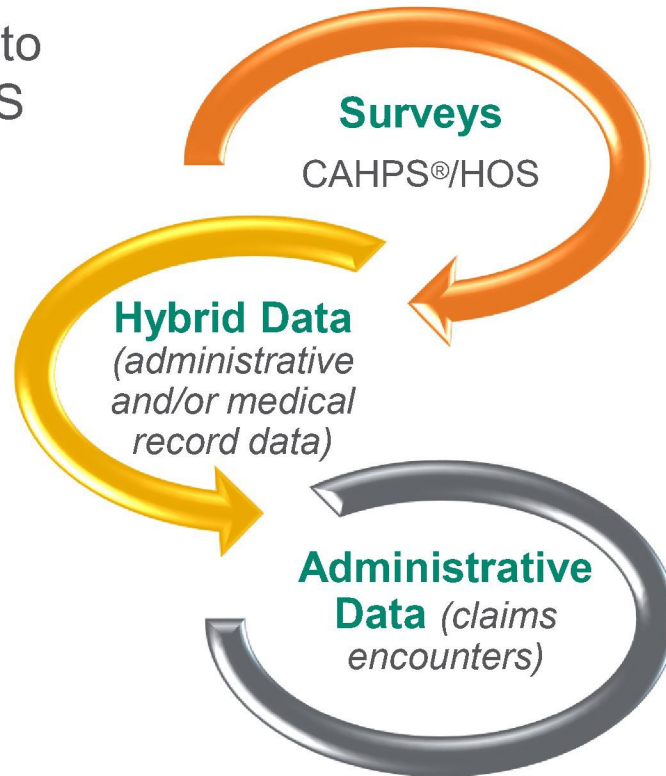 to
S
Surveys
CAHPS®/HOS
Hybrid Data
(administrative
and/or medical
record data)
Administrative
Data (claims
encounters)